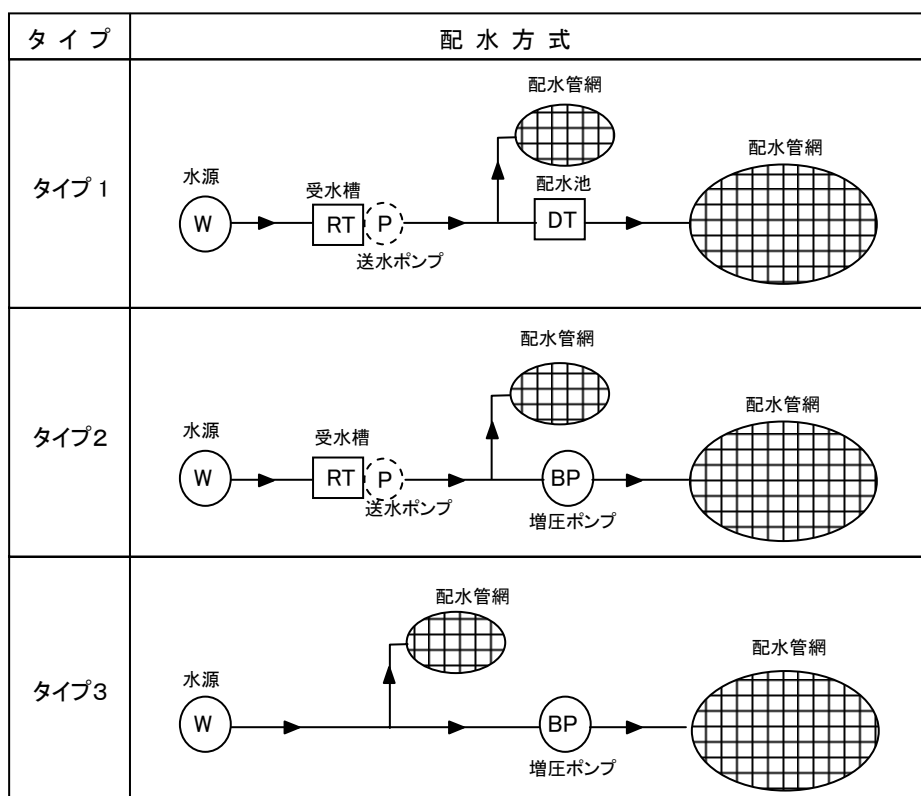 タイプ 配水方式
配水管網
配水管網
タイプ 1
水源
受水槽
配水池
W RT P DT
送水ポンプ
配水管網
配水管網
タイプ2
水源
受水槽
W RT P BP
送水ポンプ
増圧ポンプ
配水管網
配水管網
タイプ3
水源
W BP
増圧ポンプ